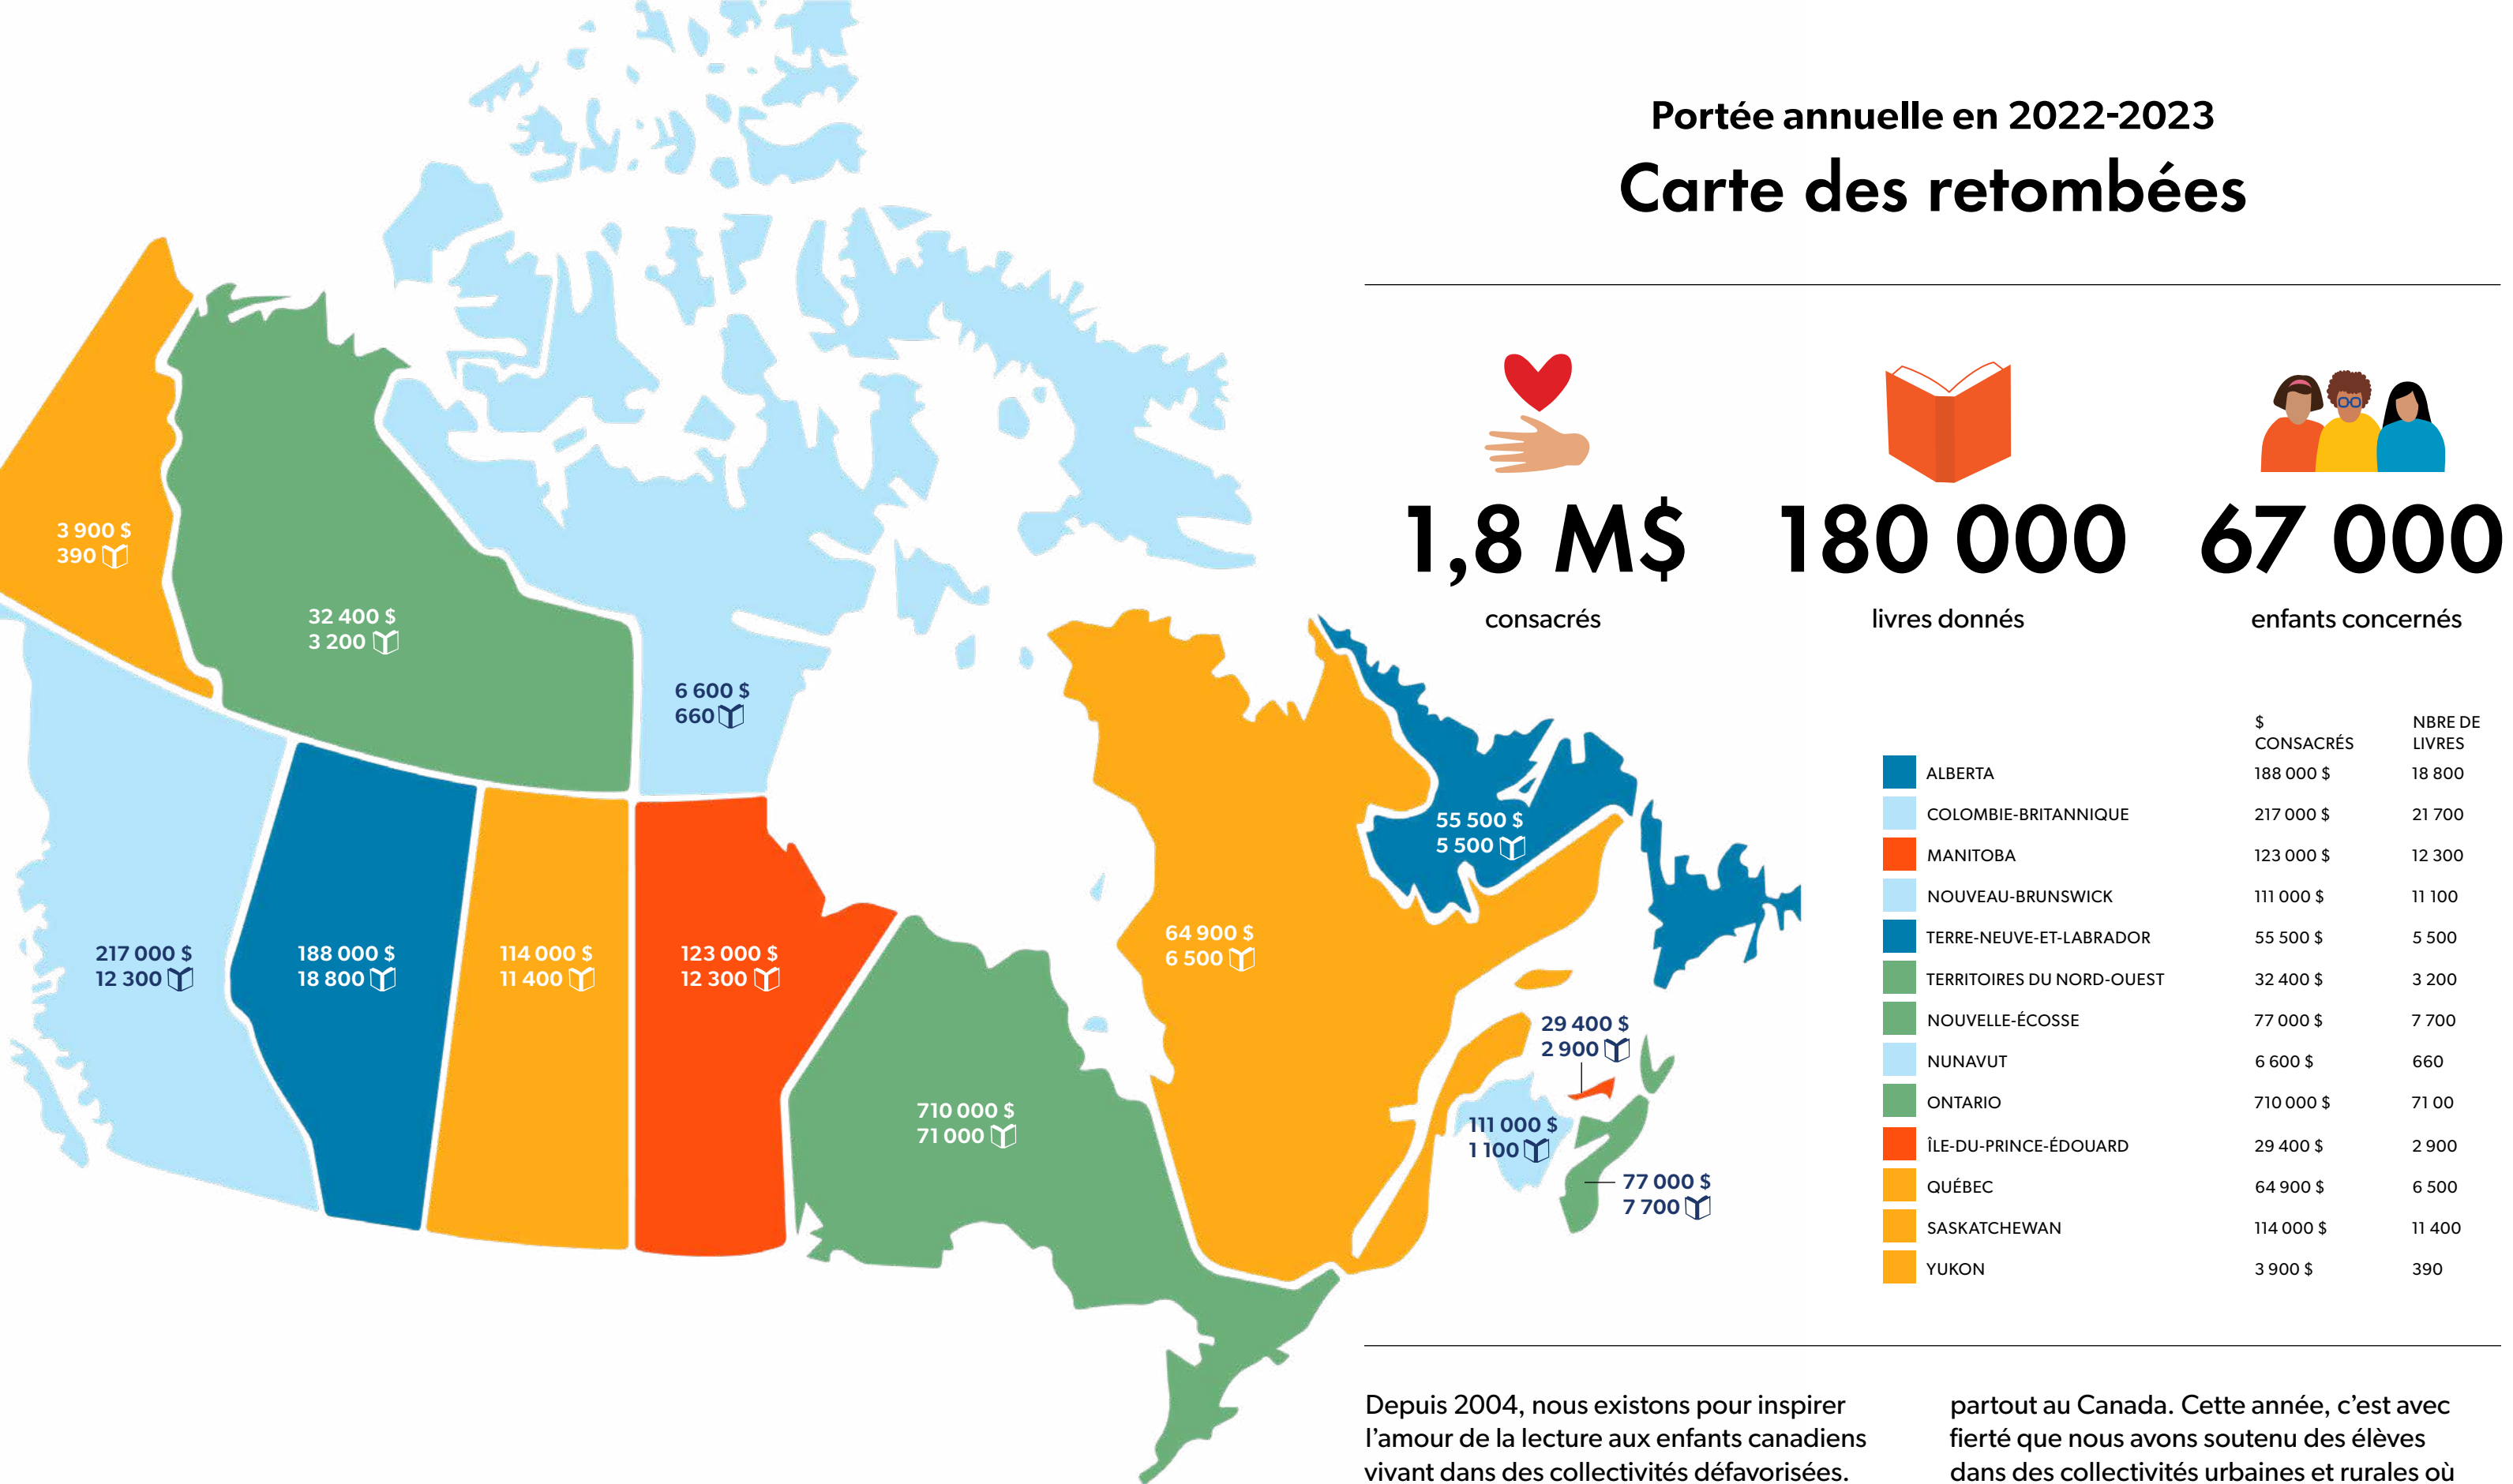 Portée annuelle en 2022-2023
Carte des retombées
1,8 M$
consacrés
180 000
livres donnés
67 000
enfants concernés
3 900 $
390
32 400 $
3 200
6 600 $
660
217 000 $
12 300
188 000 $
18 800
114 000 $
11 400
123 000 $
12 300
710 000 $
71 000
64 900 $
6 500
55 500 $
5 500
29 400 $
2 900
111 000 $
1 100
77 000 $
7 700
$ CONSACRÉS NBRE DE LIVRES
ALBERTA 188 000 $ 18 800
COLOMBIE-BRITANNIQUE 217 000 $ 21 700
MANITOBA 123 000 $ 12 300
NOUVEAU-BRUNSWICK 111 000 $ 11 100
TERRE-NEUVE-ET-LABRADOR 55 500 $ 5 500
TERRITOIRES DU NORD-OUEST 32 400 $ 3 200
NOUVELLE-ÉCOSSE 77 000 $ 7 700
NUNAVUT 6 600 $ 660
ONTARIO 710 000 $ 71 00
ÎLE-DU-PRINCE-ÉDOUARD 29 400 $ 2 900
QUÉBEC 64 900 $ 6 500
SASKATCHEWAN 114 000 $ 11 400
YUKON 3 900 $ 390
Depuis 2004, nous existons pour inspirer
l’amour de la lecture aux enfants canadiens
vivant dans des collectivités défavorisées.
partout au Canada. Cette année, c’est avec
fierté que nous avons soutenu des élèves
dans des collectivités urbaines et rurales où